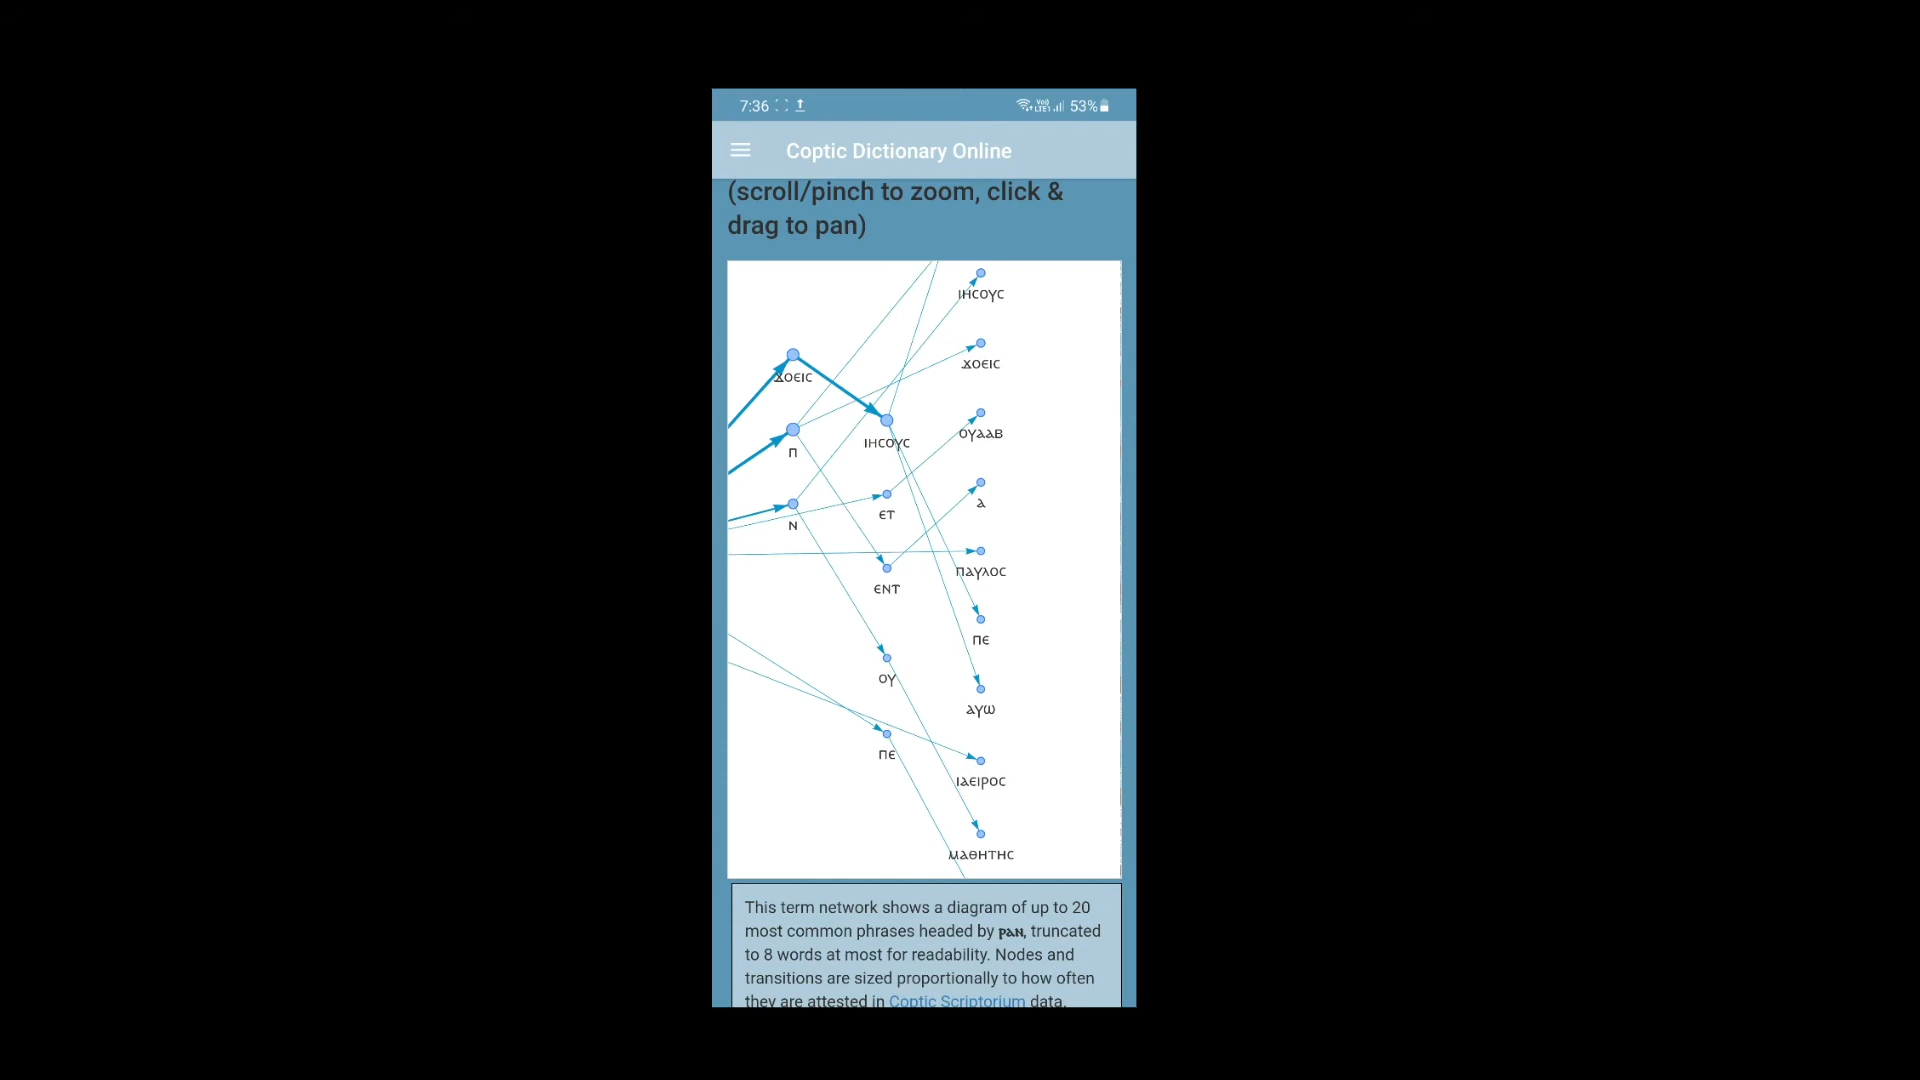 7:36 53%
Coptic Dictionary Online
(scroll/pinch to zoom, click &
drag to pan)
ⲓⲏⲥⲟⲩⲥ
ϫⲟⲉⲓⲥ
ϫⲟⲉⲓⲥ
ⲟⲩⲁⲁⲃ
ⲓⲏⲥⲟⲩⲥ
ⲡ
ⲁ
ⲉⲧ
ⲛ
ⲡⲁⲩⲗⲟⲥ
ⲉⲛⲧ
ⲡⲉ
ⲟⲩ
ⲁⲩⲱ
ⲡⲉ
ⲓⲁⲉⲓⲣⲟⲥ
ⲙⲁⲑⲏⲧⲏⲥ
This term network shows a diagram of up to 20
most common phrases headed by ⲣⲁⲛ, truncated
to 8 words at most for readability. Nodes and
transitions are sized proportionally to how often
they are attested in Coptic Scriptorium data.